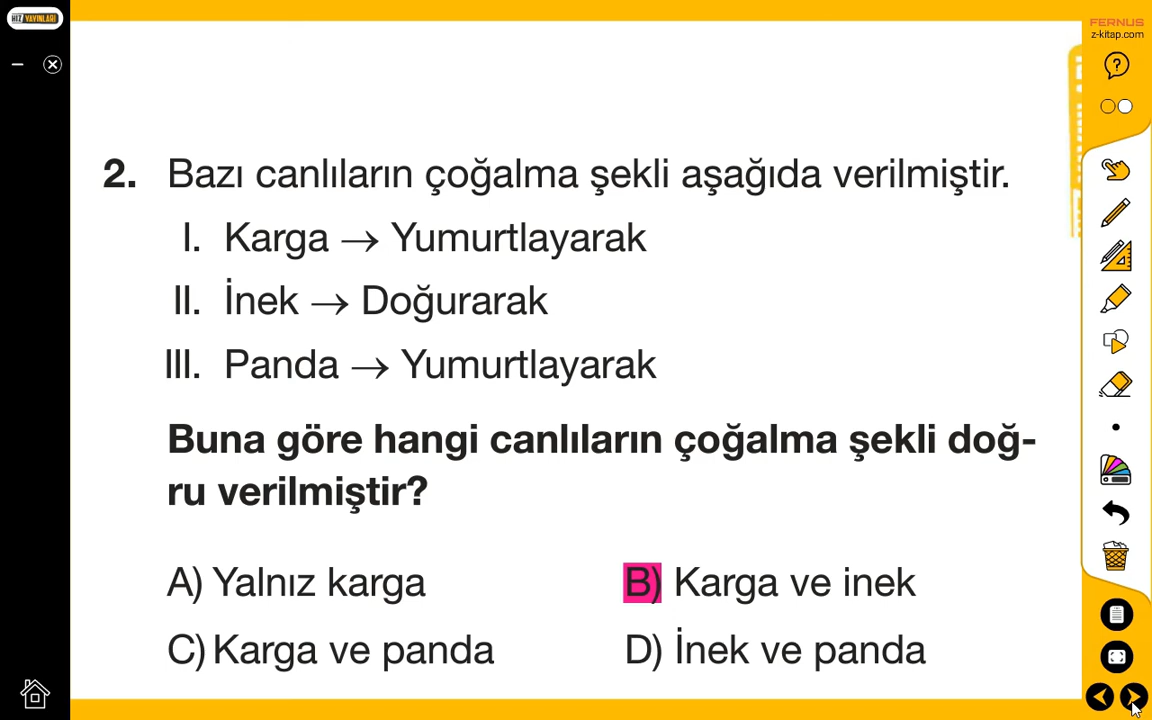 HIZ YAYINLARI
FERNUS
z-kitap.com
2. Bazı canlıların çoğalma şekli aşağıda verilmiştir.
I. Karga → Yumurtlayarak
II. İnek → Doğurarak
III. Panda → Yumurtlayarak
Buna göre hangi canlıların çoğalma şekli doğ-
ru verilmiştir?
A) Yalnız karga
B) Karga ve inek
C) Karga ve panda
D) İnek ve panda